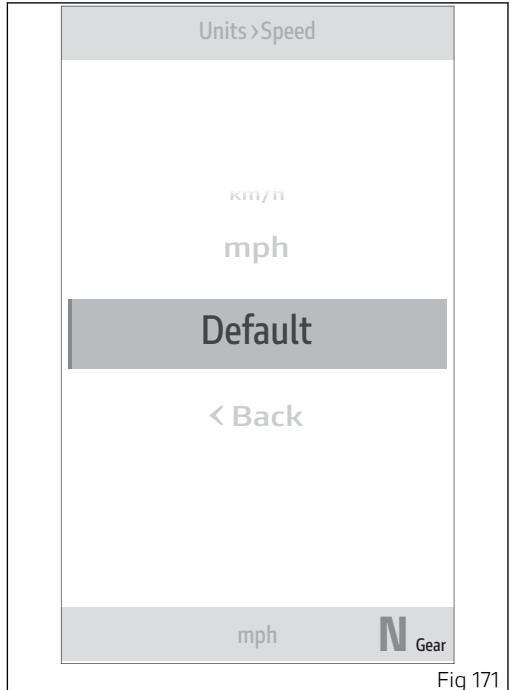 Units›Speed
km/h
mph
Default
‹ Back
mph
N Gear
Fig 171